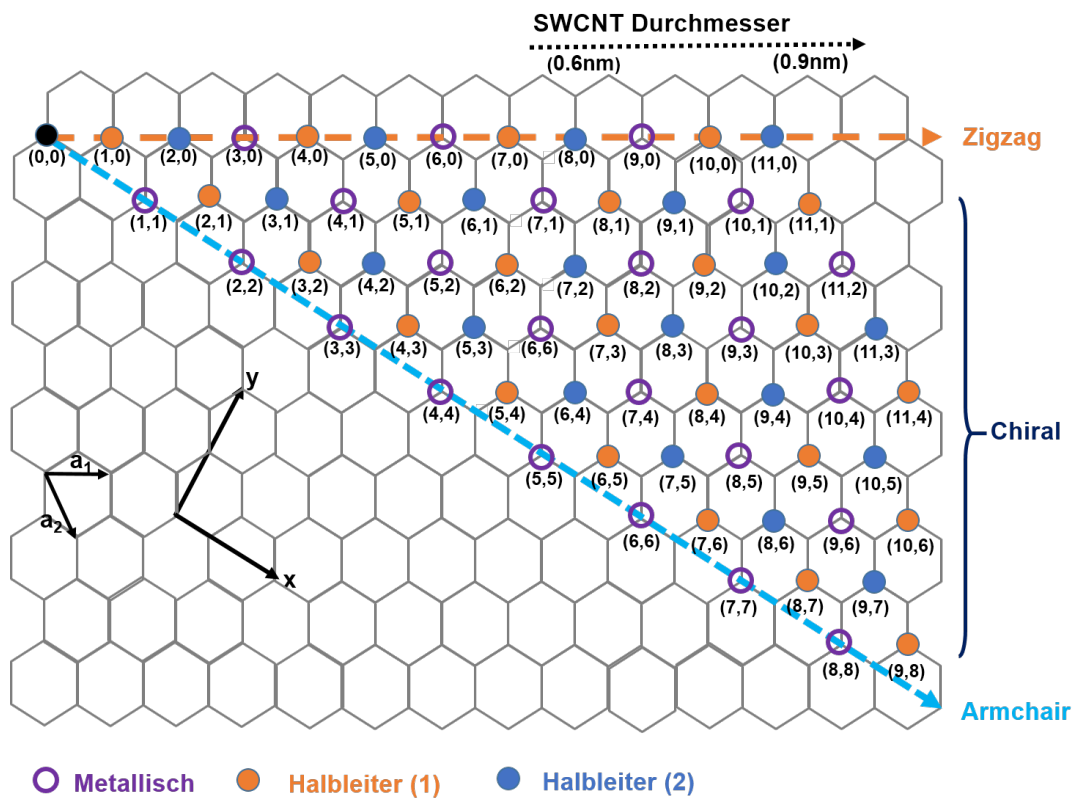 SWCNT Durchmesser
(0.6nm) (0.9nm)
Zigzag
(0,0) (1,0) (2,0) (3,0) (4,0) (5,0) (6,0) (7,0) (8,0) (9,0) (10,0) (11,0)
(1,1) (2,1) (3,1) (4,1) (5,1) (6,1) (7,1) (8,1) (9,1) (10,1) (11,1)
(2,2) (3,2) (4,2) (5,2) (6,2) (7,2) (8,2) (9,2) (10,2) (11,2)
(3,3) (4,3) (5,3) (6,6) (7,3) (8,3) (9,3) (10,3) (11,3)
y
(4,4) (5,4) (6,4) (7,4) (8,4) (9,4) (10,4) (11,4)
Chiral
a1
(5,5) (6,5) (7,5) (8,5) (9,5) (10,5)
a2
(6,6) (7,6) (8,6) (9,6) (10,6)
x
(7,7) (8,7) (9,7)
(8,8) (9,8)
Armchair
Metallisch Halbleiter (1) Halbleiter (2)